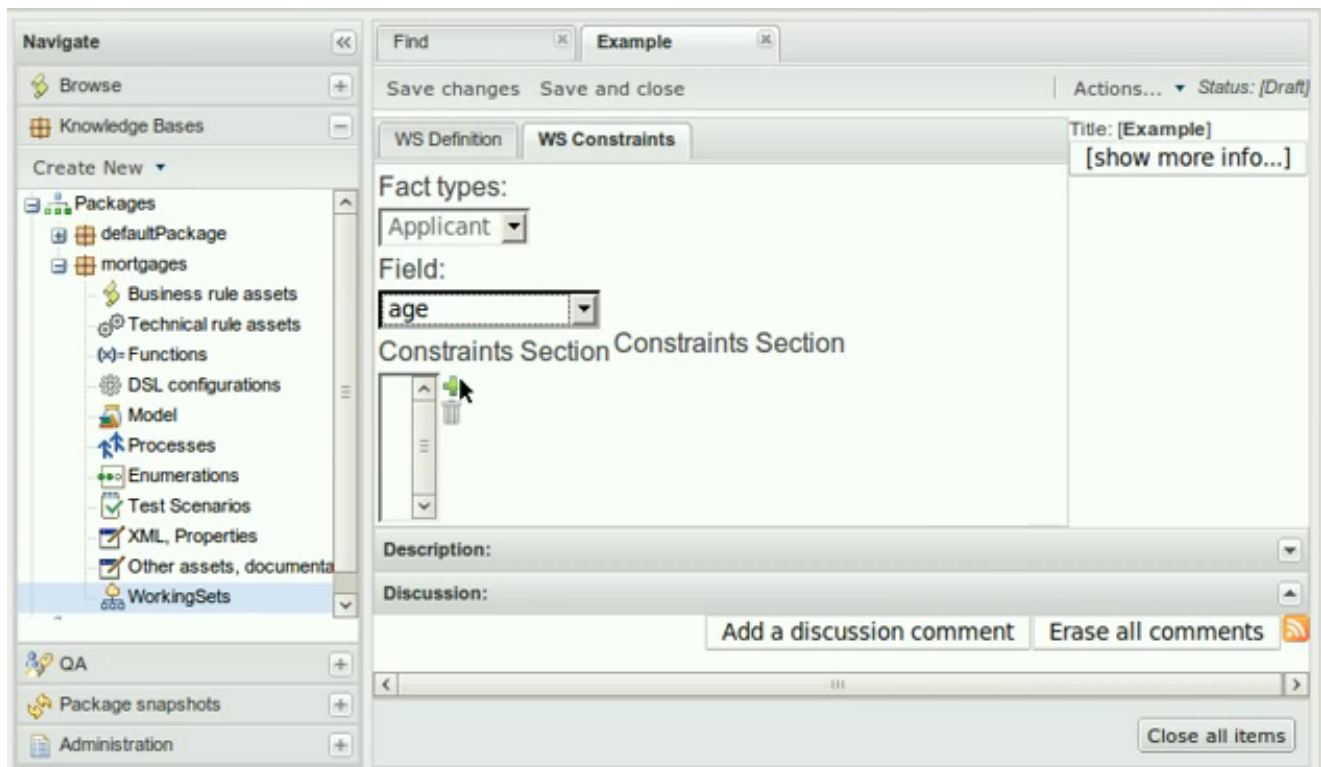 Navigate
Browse
Knowledge Bases
Create New
Packages
defaultPackage
mortgages
Business rule assets
Technical rule assets
(x)= Functions
DSL configurations
Model
Processes
Enumerations
Test Scenarios
XML, Properties
Other assets, documenta
WorkingSets
QA
Package snapshots
Administration
Find
Example
Save changes Save and close
Actions... Status: [Draft]
WS Definition
WS Constraints
Title: [Example]
[show more info...]
Fact types:
Applicant
Field:
age
Constraints Section
Constraints Section
Description:
Discussion:
Add a discussion comment
Erase all comments
Close all items